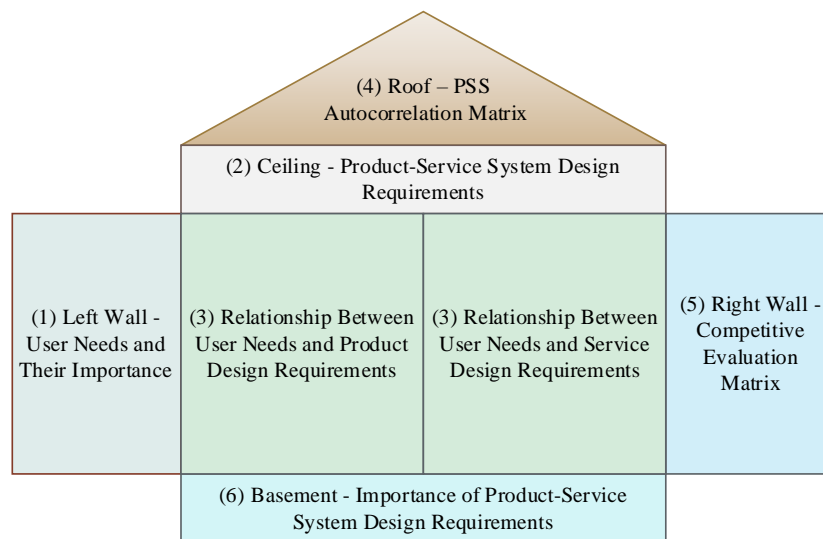 (4) Roof – PSS
Autocorrelation Matrix
(2) Ceiling - Product-Service System Design
Requirements
(1) Left Wall -
User Needs and
Their Importance
(3) Relationship Between
User Needs and Product
Design Requirements
(3) Relationship Between
User Needs and Service
Design Requirements
(5) Right Wall -
Competitive
Evaluation
Matrix
(6) Basement - Importance of Product-Service
System Design Requirements